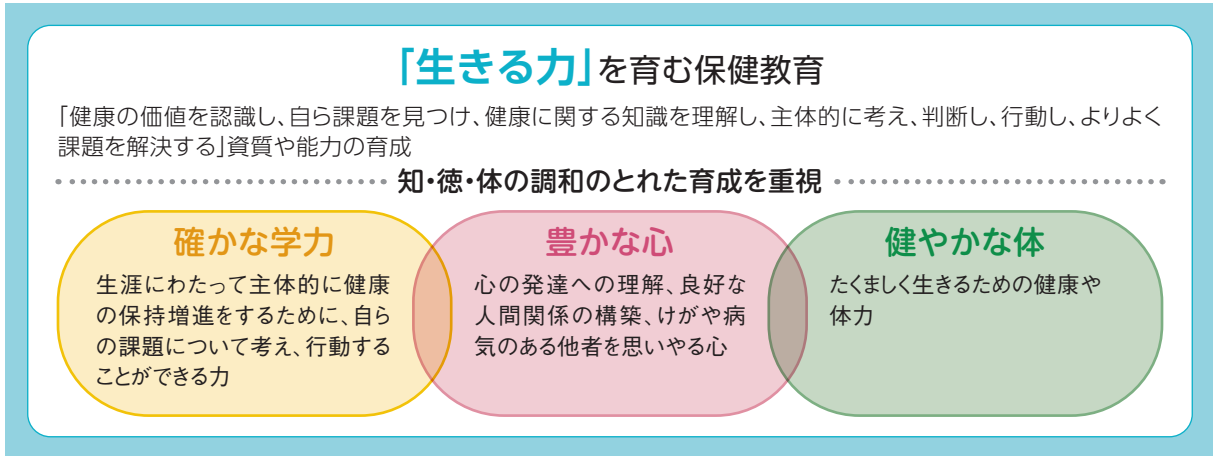 「生きる力」を育む保健教育
「健康の価値を認識し、自ら課題を見つけ、健康に関する知識を理解し、主体的に考え、判断し、行動し、よりよく
課題を解決する」資質や能力の育成
知・徳・体の調和のとれた育成を重視
確かな学力
生涯にわたって主体的に健康
の保持増進をするために、自ら
の課題について考え、行動する
ことができる力
豊かな心
心の発達への理解、良好な
人間関係の構築、けがや病
気のある他者を思いやる心
健やかな体
たくましく生きるための健康や
体力